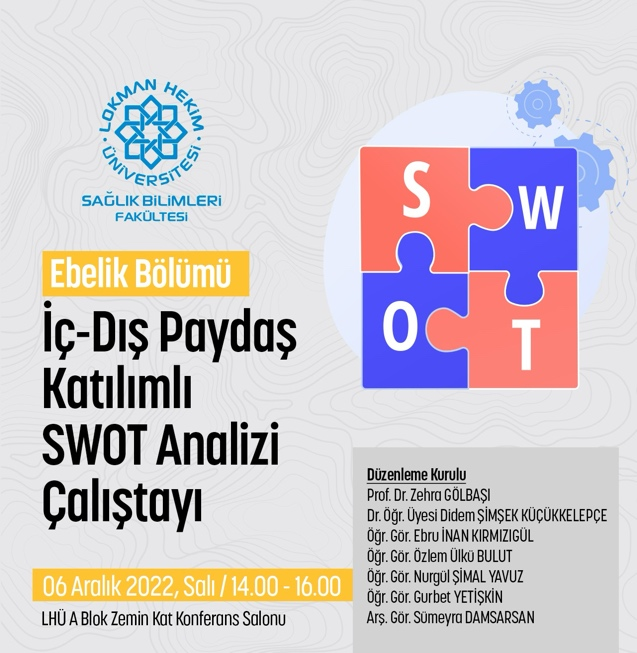 LOKMAN HEKİM
ÜNİVERSİTESİ
SAĞLIK BİLİMLERİ
FAKÜLTESİ
Ebelik Bölümü
İç-Dış Paydaş
Katılımlı
SWOT Analizi
Çalıştayı
06 Aralık 2022, Salı / 14.00 - 16.00
LHÜ A Blok Zemin Kat Konferans Salonu
S
W
O
T
Düzenleme Kurulu
Prof. Dr. Zehra GÖLBAŞI
Dr. Öğr. Üyesi Didem ŞİMŞEK KÜÇÜKKELEPÇE
Öğr. Gör. Ebru İNAN KIRMIZIGÜL
Öğr. Gör. Özlem Ülkü BULUT
Öğr. Gör. Nurgül ŞİMAL YAVUZ
Öğr. Gör. Gurbet YETİŞKİN
Arş. Gör. Sümeyra DAMSARSAN